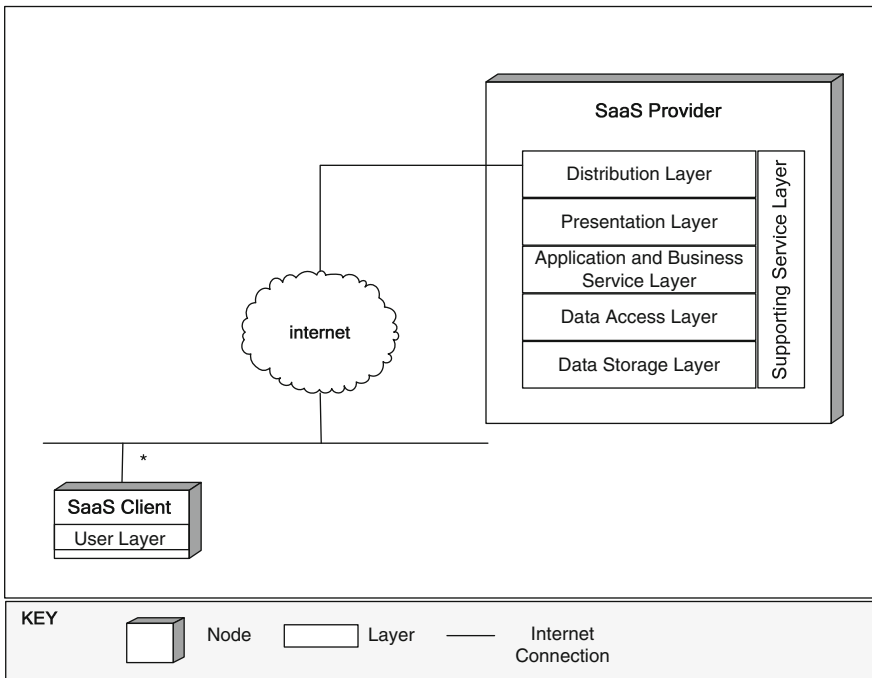 SaaS Provider
Distribution Layer
Presentation Layer
Application and Business
Service Layer
Data Access Layer
Data Storage Layer
Supporting Service Layer
internet
*
SaaS Client
User Layer
KEY
Node
Layer
Internet
Connection